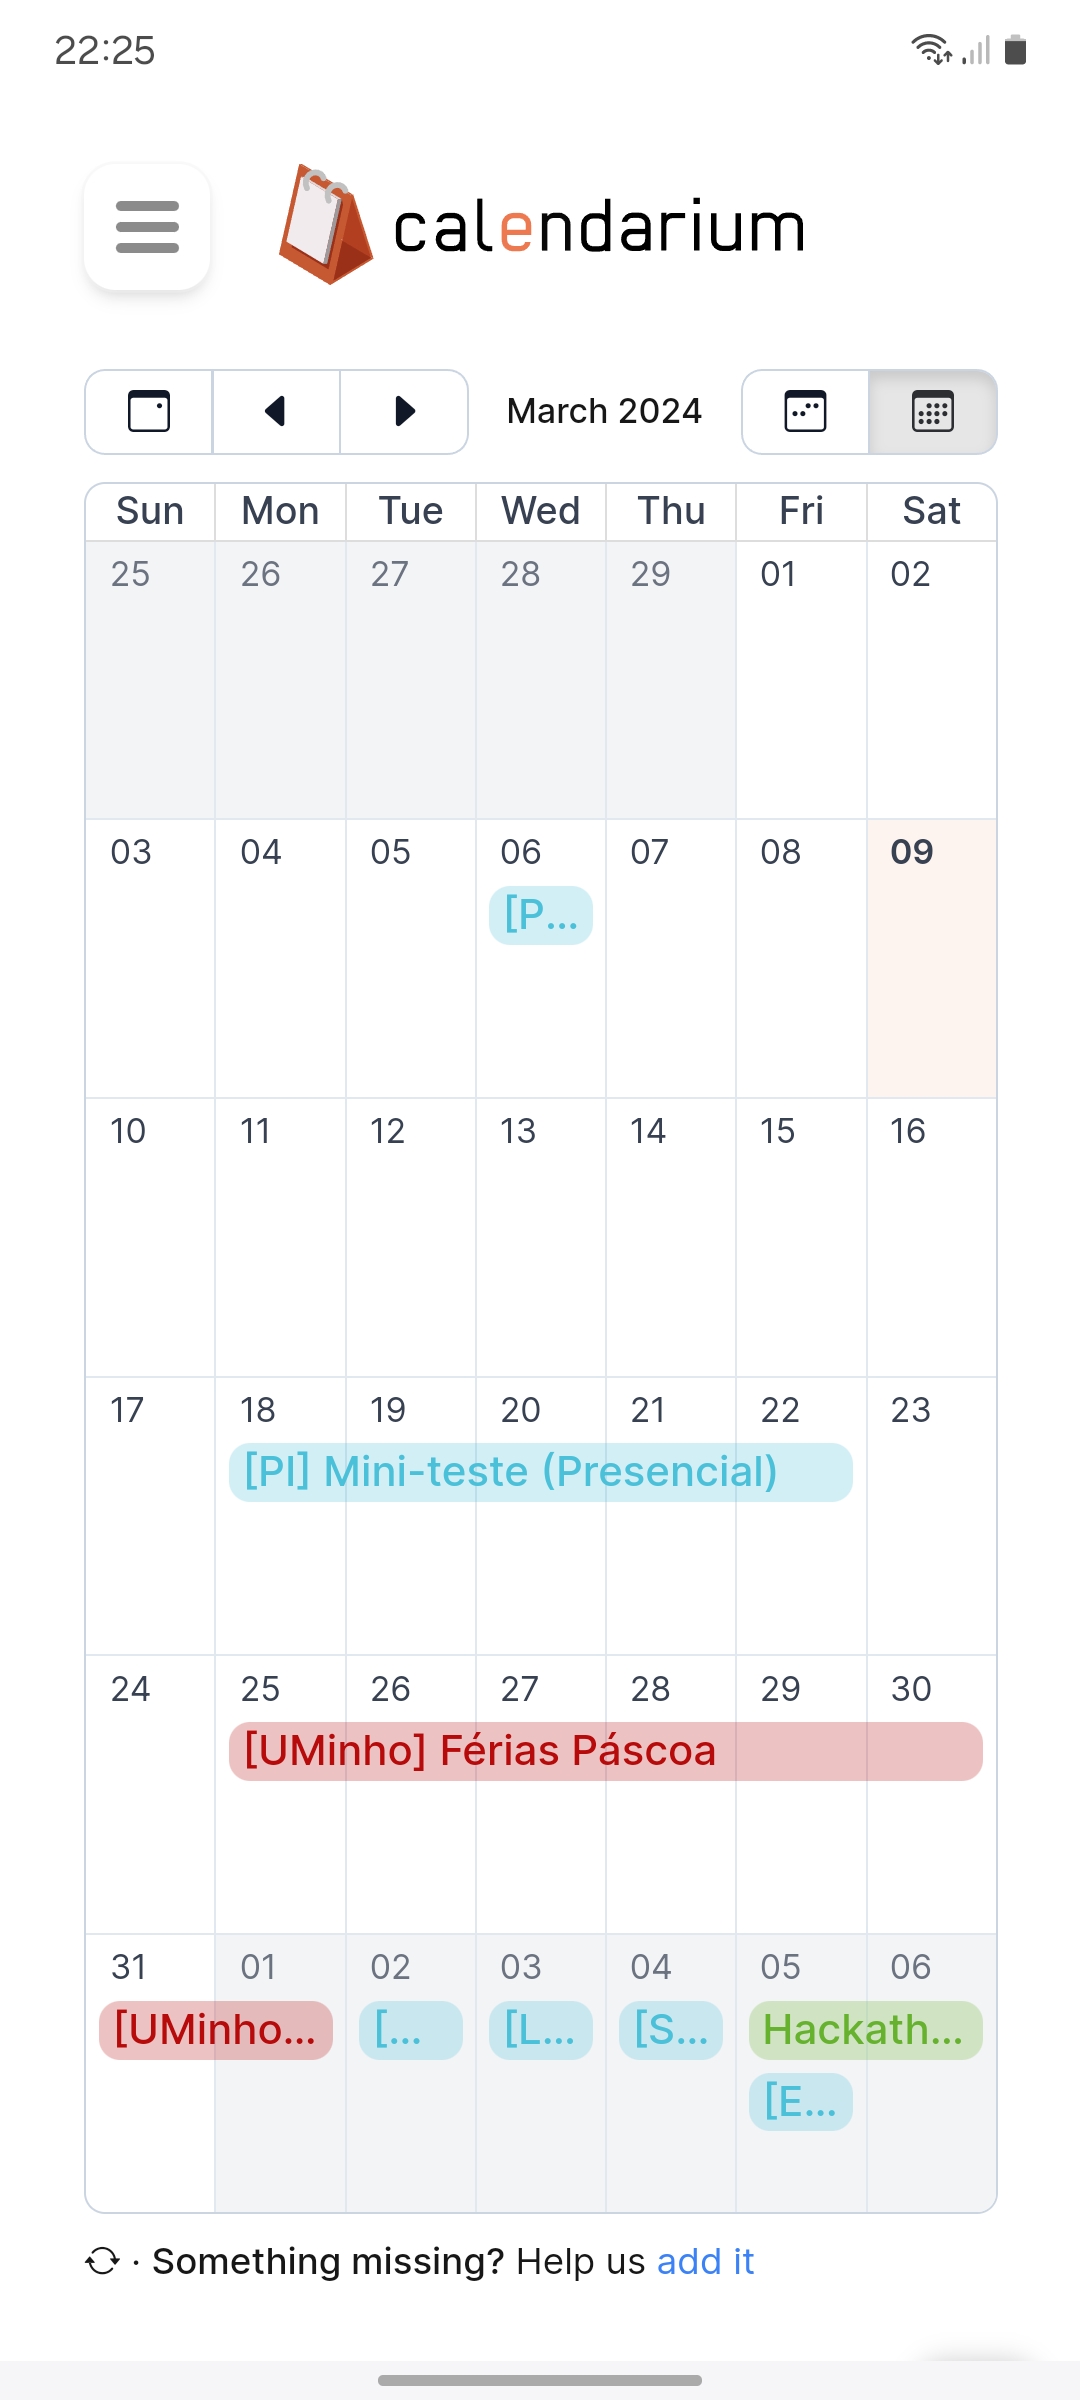 22:25
calendarium
March 2024
Sun Mon Tue Wed Thu Fri Sat
25 26 27 28 29 01 02
03 04 05 06 07 08 09
[P...
10 11 12 13 14 15 16
17 18 19 20 21 22 23
[PI] Mini-teste (Presencial)
24 25 26 27 28 29 30
[UMinho] Férias Páscoa
31 01 02 03 04 05 06
[UMinho... [... [L... [S... Hackath...
[E...
· Something missing? Help us add it